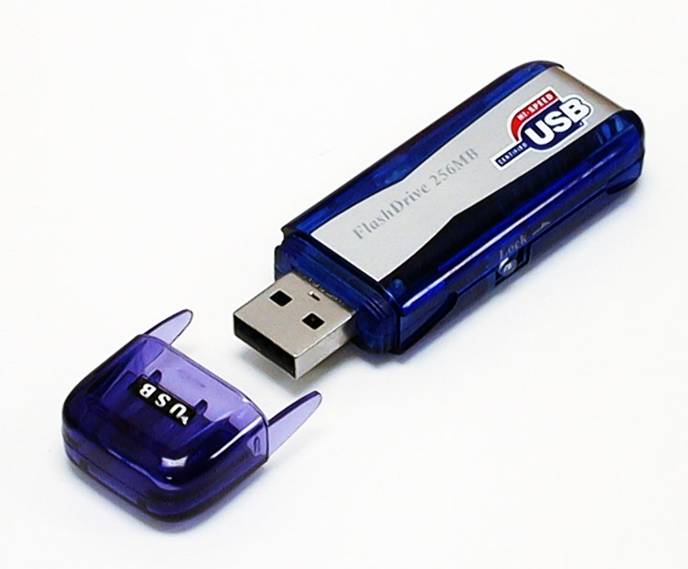 HI-SPEED
CERTIFIED USB
FlashDrive 256MB
Lock
USB